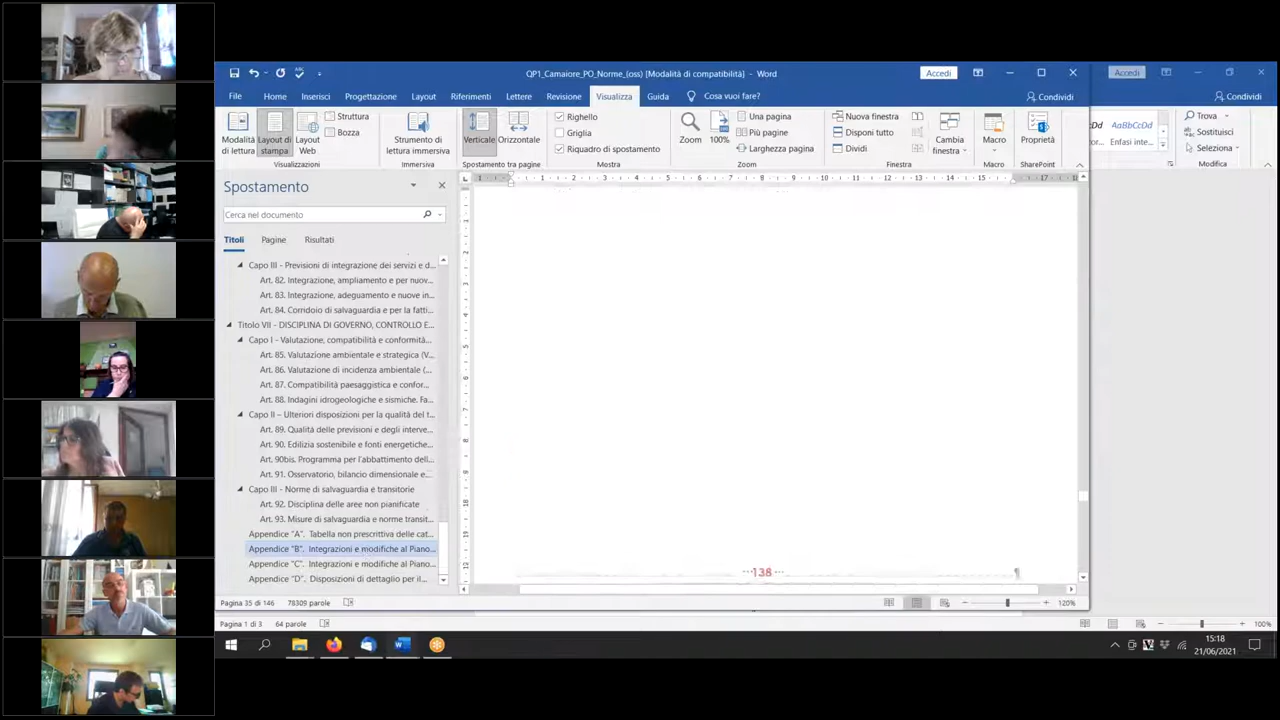 QP1_Camaiore_PO_Norme_(oss) [Modalità di compatibilità] - Word
Accedi
Accedi
File Home Inserisci Progettazione Layout Riferimenti Lettere Revisione Visualizza Guida Cosa vuoi fare? Condividi
Condividi
Modalità di lettura
Layout di stampa
Layout Web
Struttura
Bozza
Visualizzazioni
Strumento di lettura immersiva
Immersiva
Verticale
Orizzontale
Spostamento tra pagine
Righello
Griglia
Riquadro di spostamento
Mostra
Zoom
100%
Una pagina
Più pagine
Larghezza pagina
Zoom
Nuova finestra
Disponi tutto
Dividi
Cambia finestra
Finestra
Macro
Macro
Proprietà
SharePoint
AaBbCcDd
Enfasi inte...
Trova
Sostituisci
Seleziona
Modifica
Spostamento
Cerca nel documento
Titoli Pagine Risultati
Capo III - Previsioni di integrazione dei servizi e d...
Art. 82. Integrazione, ampliamento e per nuov...
Art. 83. Integrazione, adeguamento e nuove in...
Art. 84. Corridoio di salvaguardia e per la fatti...
Titolo VII - DISCIPLINA DI GOVERNO, CONTROLLO E...
Capo I - Valutazione, compatibilità e conformità...
Art. 85. Valutazione ambientale e strategica (V...
Art. 86. Valutazione di incidenza ambientale (...
Art. 87. Compatibilità paesaggistica e confor...
Art. 88. Indagini idrogeologiche e sismiche. Fa...
Capo II – Ulteriori disposizioni per la qualità del t...
Art. 89. Qualità delle previsioni e degli interve...
Art. 90. Edilizia sostenibile e fonti energetiche...
Art. 90bis. Programma per l'abbattimento dell...
Art. 91. Osservatorio, bilancio dimensionale e...
Capo III - Norme di salvaguardia e transitorie
Art. 92. Disciplina delle aree non pianificate
Art. 93. Misure di salvaguardia e norme transit...
Appendice "A". Tabella non prescrittiva delle cat...
Appendice "B". Integrazioni e modifiche al Piano...
Appendice "C". Integrazioni e modifiche al Piano...
Appendice "D". Disposizioni di dettaglio per il...
138
Pagina 35 di 146 78309 parole 120%
Pagina 1 di 3 64 parole 100%
15:18
21/06/2021